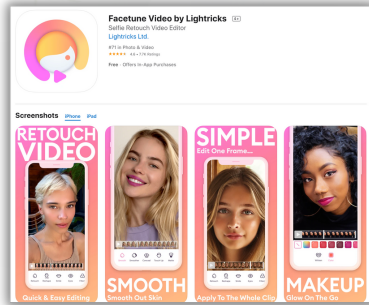 Facetune Video by Lightricks 4+
Selfie Retouch Video Editor
Lightricks Ltd.
#71 in Photo & Video
Free · Offers In-App Purchases
Screenshots iPhone iPad
RETOUCH
VIDEO
Quick & Easy Editing
SMOOTH
Smooth Out Skin
SIMPLE
Edit One Frame...
Apply To The Whole Clip
MAKEUP
Glow On The Go